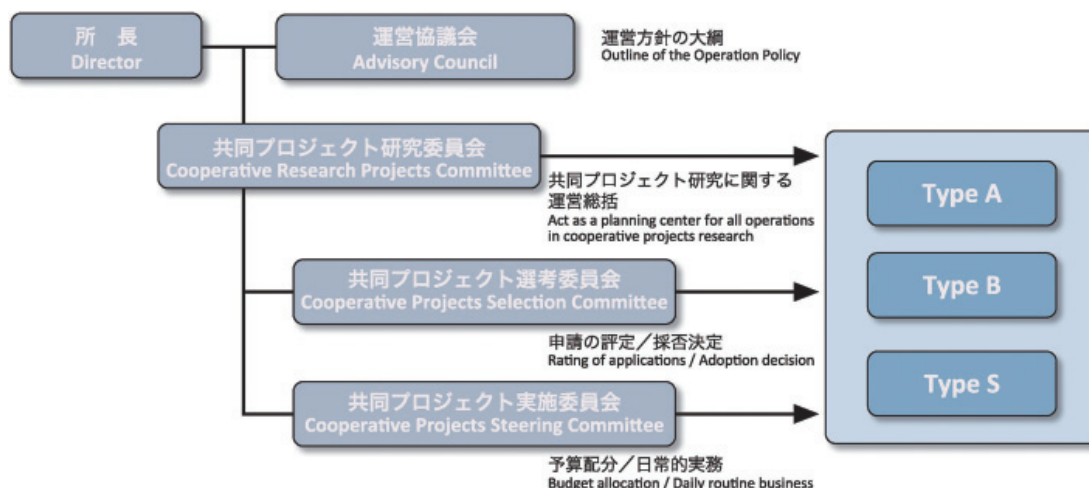 所 長
Director
運営協議会
Advisory Council
運営方針の大綱
Outline of the Operation Policy
共同プロジェクト研究委員会
Cooperative Research Projects Committee
共同プロジェクト研究に関する
運営総括
Act as a planning center for all operations
in cooperative projects research
共同プロジェクト選考委員会
Cooperative Projects Selection Committee
申請の評定／採否決定
Rating of applications / Adoption decision
共同プロジェクト実施委員会
Cooperative Projects Steering Committee
予算配分／日常的実務
Budget allocation / Daily routine business
Type A
Type B
Type S